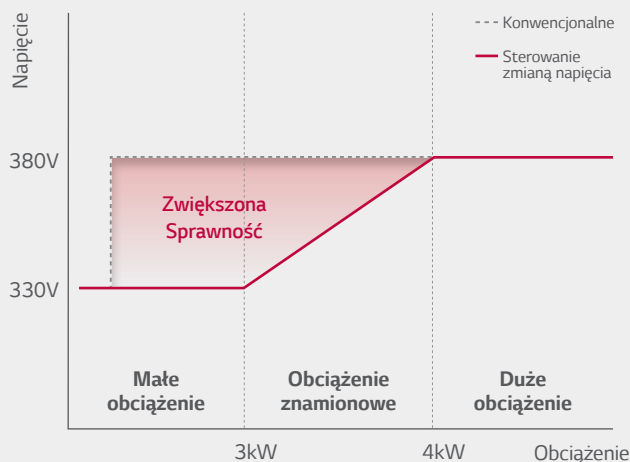 Napięcie
Konwencjonalne
Sterowanie
zmianą napięcia
380V
Zwiększona
Sprawność
330V
Małe
obciążenie
Obciążenie
znamionowe
Duże
obciążenie
3kW
4kW
Obciążenie